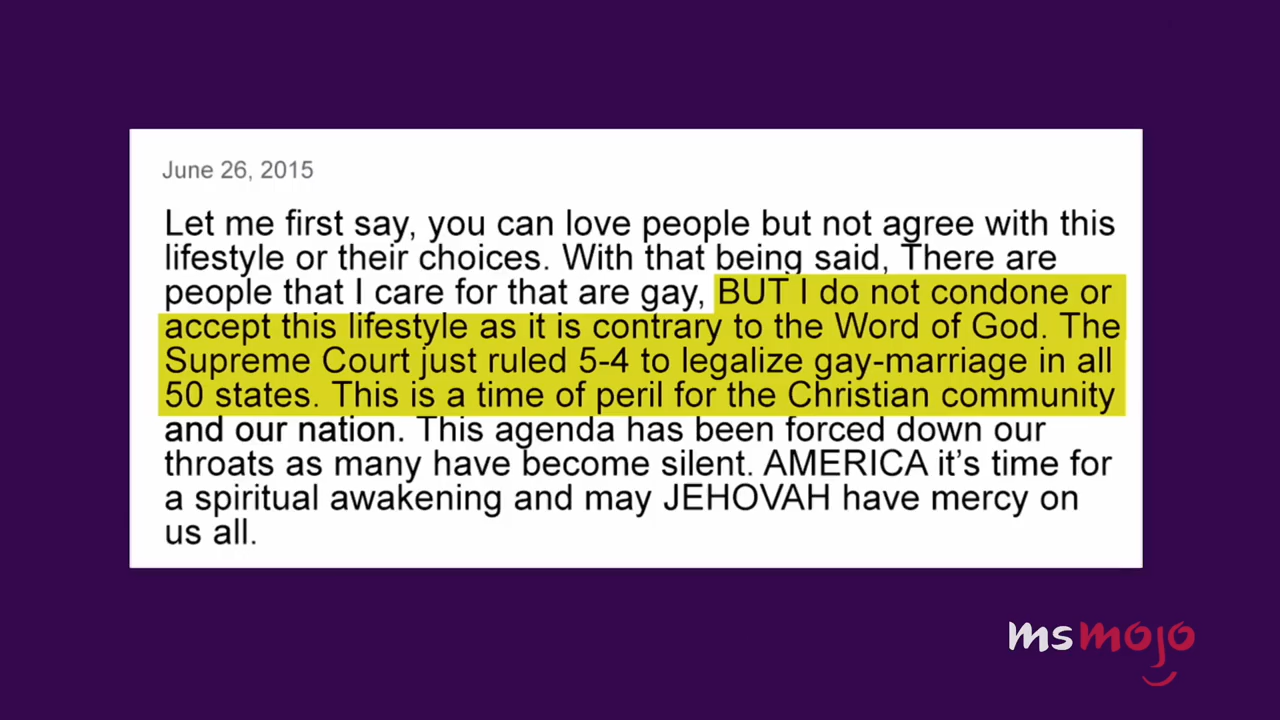 June 26, 2015
Let me first say, you can love people but not agree with this
lifestyle or their choices. With that being said, There are
people that I care for that are gay, BUT I do not condone or
accept this lifestyle as it is contrary to the Word of God. The
Supreme Court just ruled 5-4 to legalize gay-marriage in all
50 states. This is a time of peril for the Christian community
and our nation. This agenda has been forced down our
throats as many have become silent. AMERICA it's time for
a spiritual awakening and may JEHOVAH have mercy on
us all.
msmojo